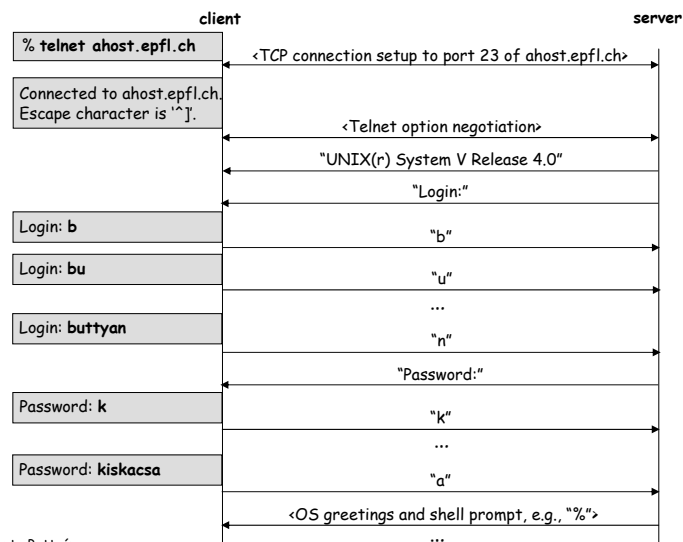 client server
% telnet ahost.epfl.ch
<TCP connection setup to port 23 of ahost.epfl.ch>
Connected to ahost.epfl.ch.
Escape character is ‘^]’.
<Telnet option negotiation>
“UNIX(r) System V Release 4.0”
“Login:”
Login: b
“b”
Login: bu
“u”
…
Login: buttyan
“n”
“Password:”
Password: k
“k”
…
Password: kiskacsa
“a”
<OS greetings and shell prompt, e.g., “%”>
…